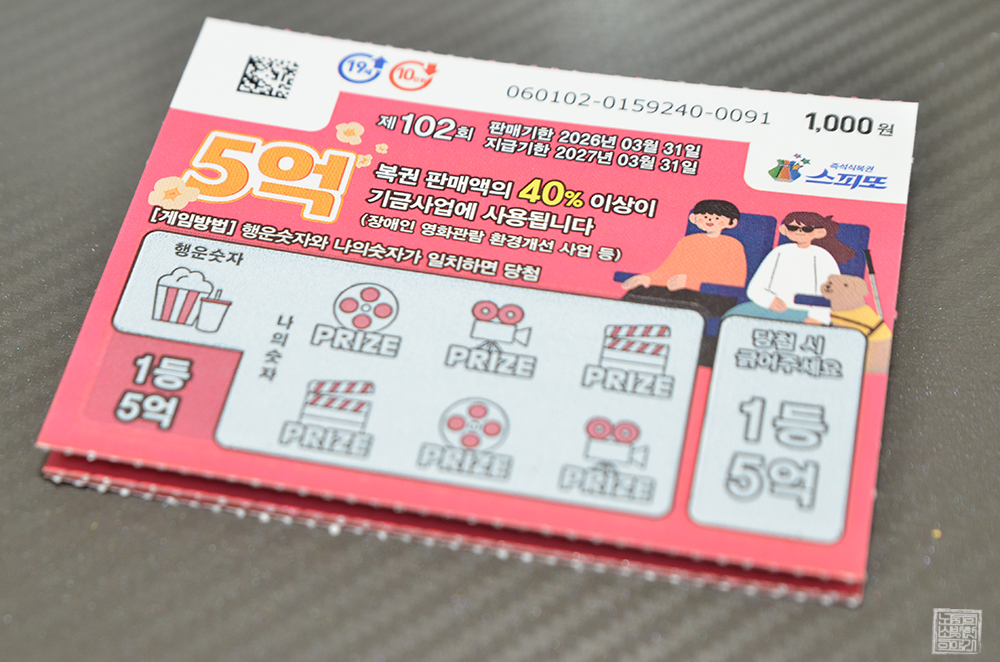 19세
060102-0159240-0091
1,000원
제102회
판매기한 2026년 03월 31일
지급기한 2027년 03월 31일
즉석식복권
스피또
5억
복권 판매액의 40% 이상이
기금사업에 사용됩니다
(장애인 영화관람 환경개선 사업 등)
[게임방법] 행운숫자와 나의숫자가 일치하면 당첨
행운숫자
나의숫자
PRIZE
PRIZE
PRIZE
PRIZE
PRIZE
PRIZE
1등
5억
당첨 시
긁어주세요
1등
5억